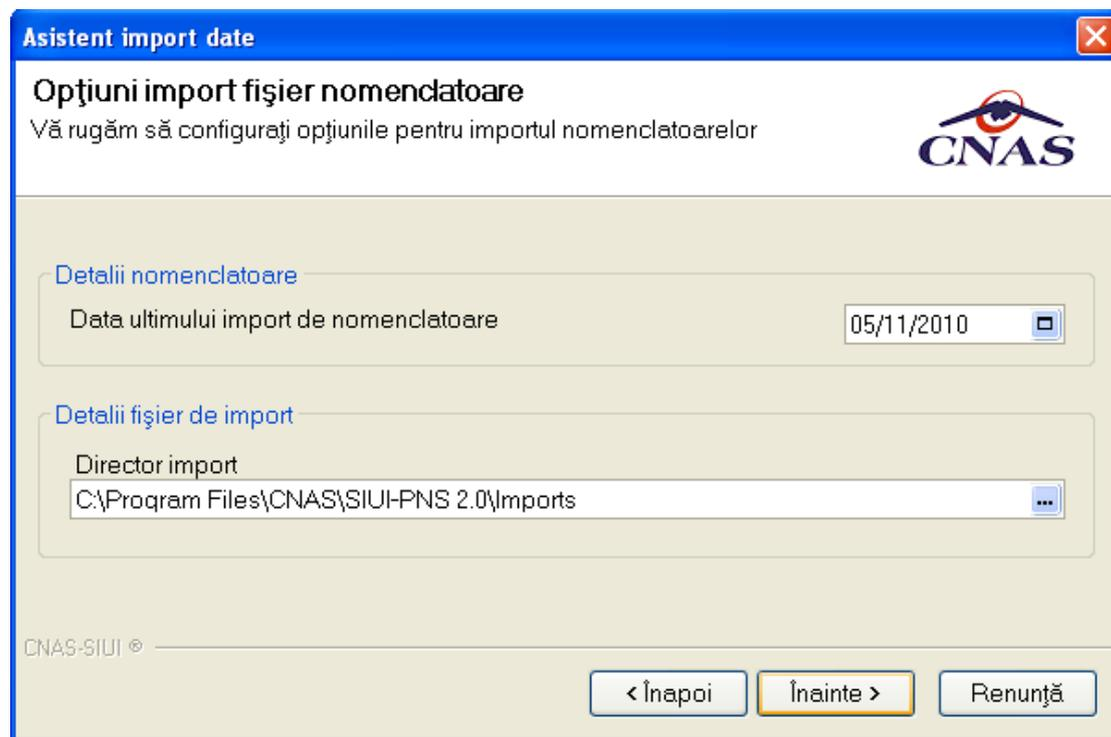 Asistent import date
Opţiuni import fişier nomenclatoare
Vă rugăm să configuraţi opţiunile pentru importul nomenclatoarelor
CNAS
Detalii nomenclatoare
Data ultimului import de nomenclatoare
05/11/2010
Detalii fişier de import
Director import
C:\Program Files\CNAS\SIUI-PNS 2.0\Imports
...
CNAS-SIUI ®
< Înapoi
Înainte >
Renunţă